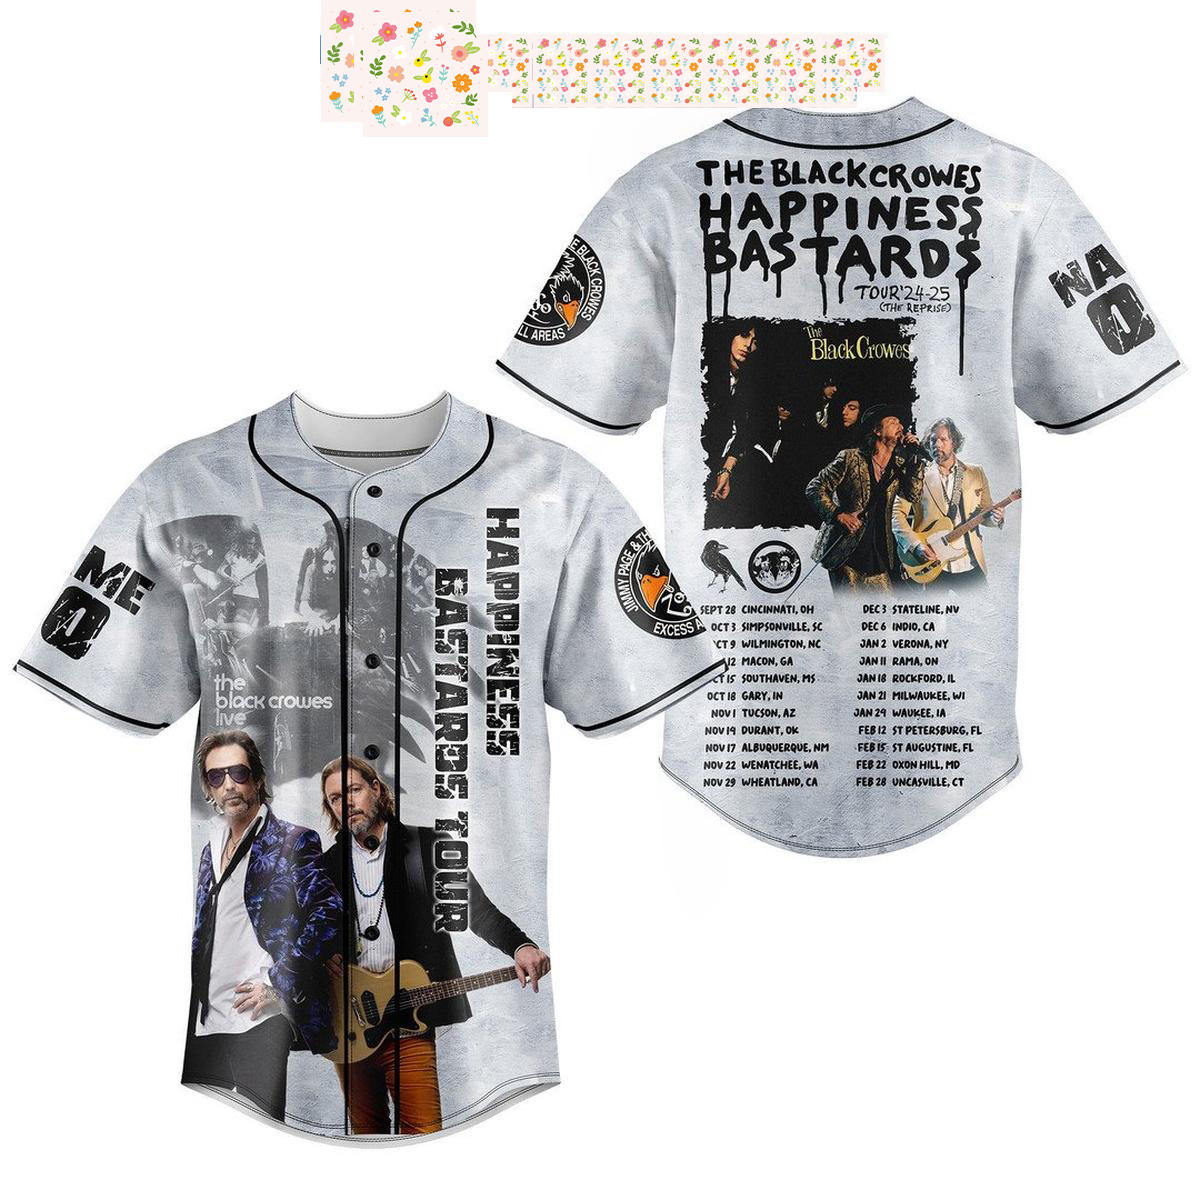 THE BLACK CROWES
HAPPINESS
BASTARDS
TOUR'24-25
(THE REPRISE)
The
Black Crowes
THE BLACK CROWES
LL AREAS
NA
0
SEPT 28 CINCINNATI, OH
OCT 3 SIMPSONVILLE, SC
CT 9 WILMINGTON, NC
12 MACON, GA
CT 15 SOUTHAVEN, MS
OCT 18 GARY, IN
NOV 1 TUCSON, AZ
NOV 14 DURANT, OK
NOV 17 ALBUQUERQUE, NM
NOV 22 WENATCHEE, WA
NOV 29 WHEATLAND, CA
DEC 3 STATELINE, NV
DEC 6 INDIO, CA
JAN 2 VERONA, NY
JAN 11 RAMA, ON
JAN 18 ROCKFORD, IL
JAN 21 MILWAUKEE, WI
JAN 29 WAUKEE, IA
FEB 12 ST PETERSBURG, FL
FEB 15 ST AUGUSTINE, FL
FEB 22 OXON HILL, MD
FEB 28 UNCASVILLE, CT
ME
0
HAPPINESS
BASTARDS TOUR
JIMMY PAGE & TH
EXCESS A
the
black crowes
live